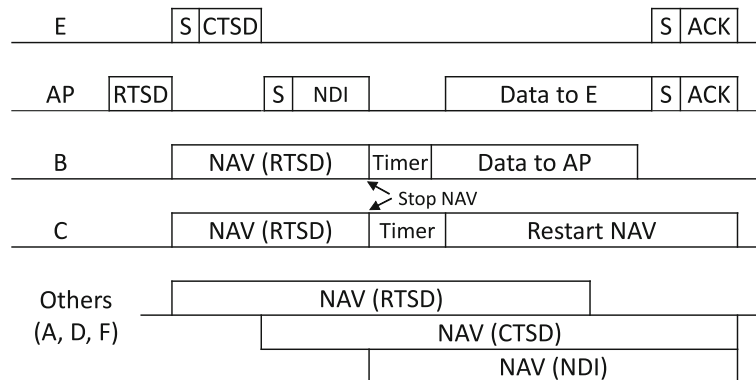 E S CTSD S ACK
AP RTSD S NDI Data to E S ACK
B NAV (RTSD) Timer Data to AP
Stop NAV
C NAV (RTSD) Timer Restart NAV
Others NAV (RTSD)
(A, D, F) NAV (CTSD)
NAV (NDI)